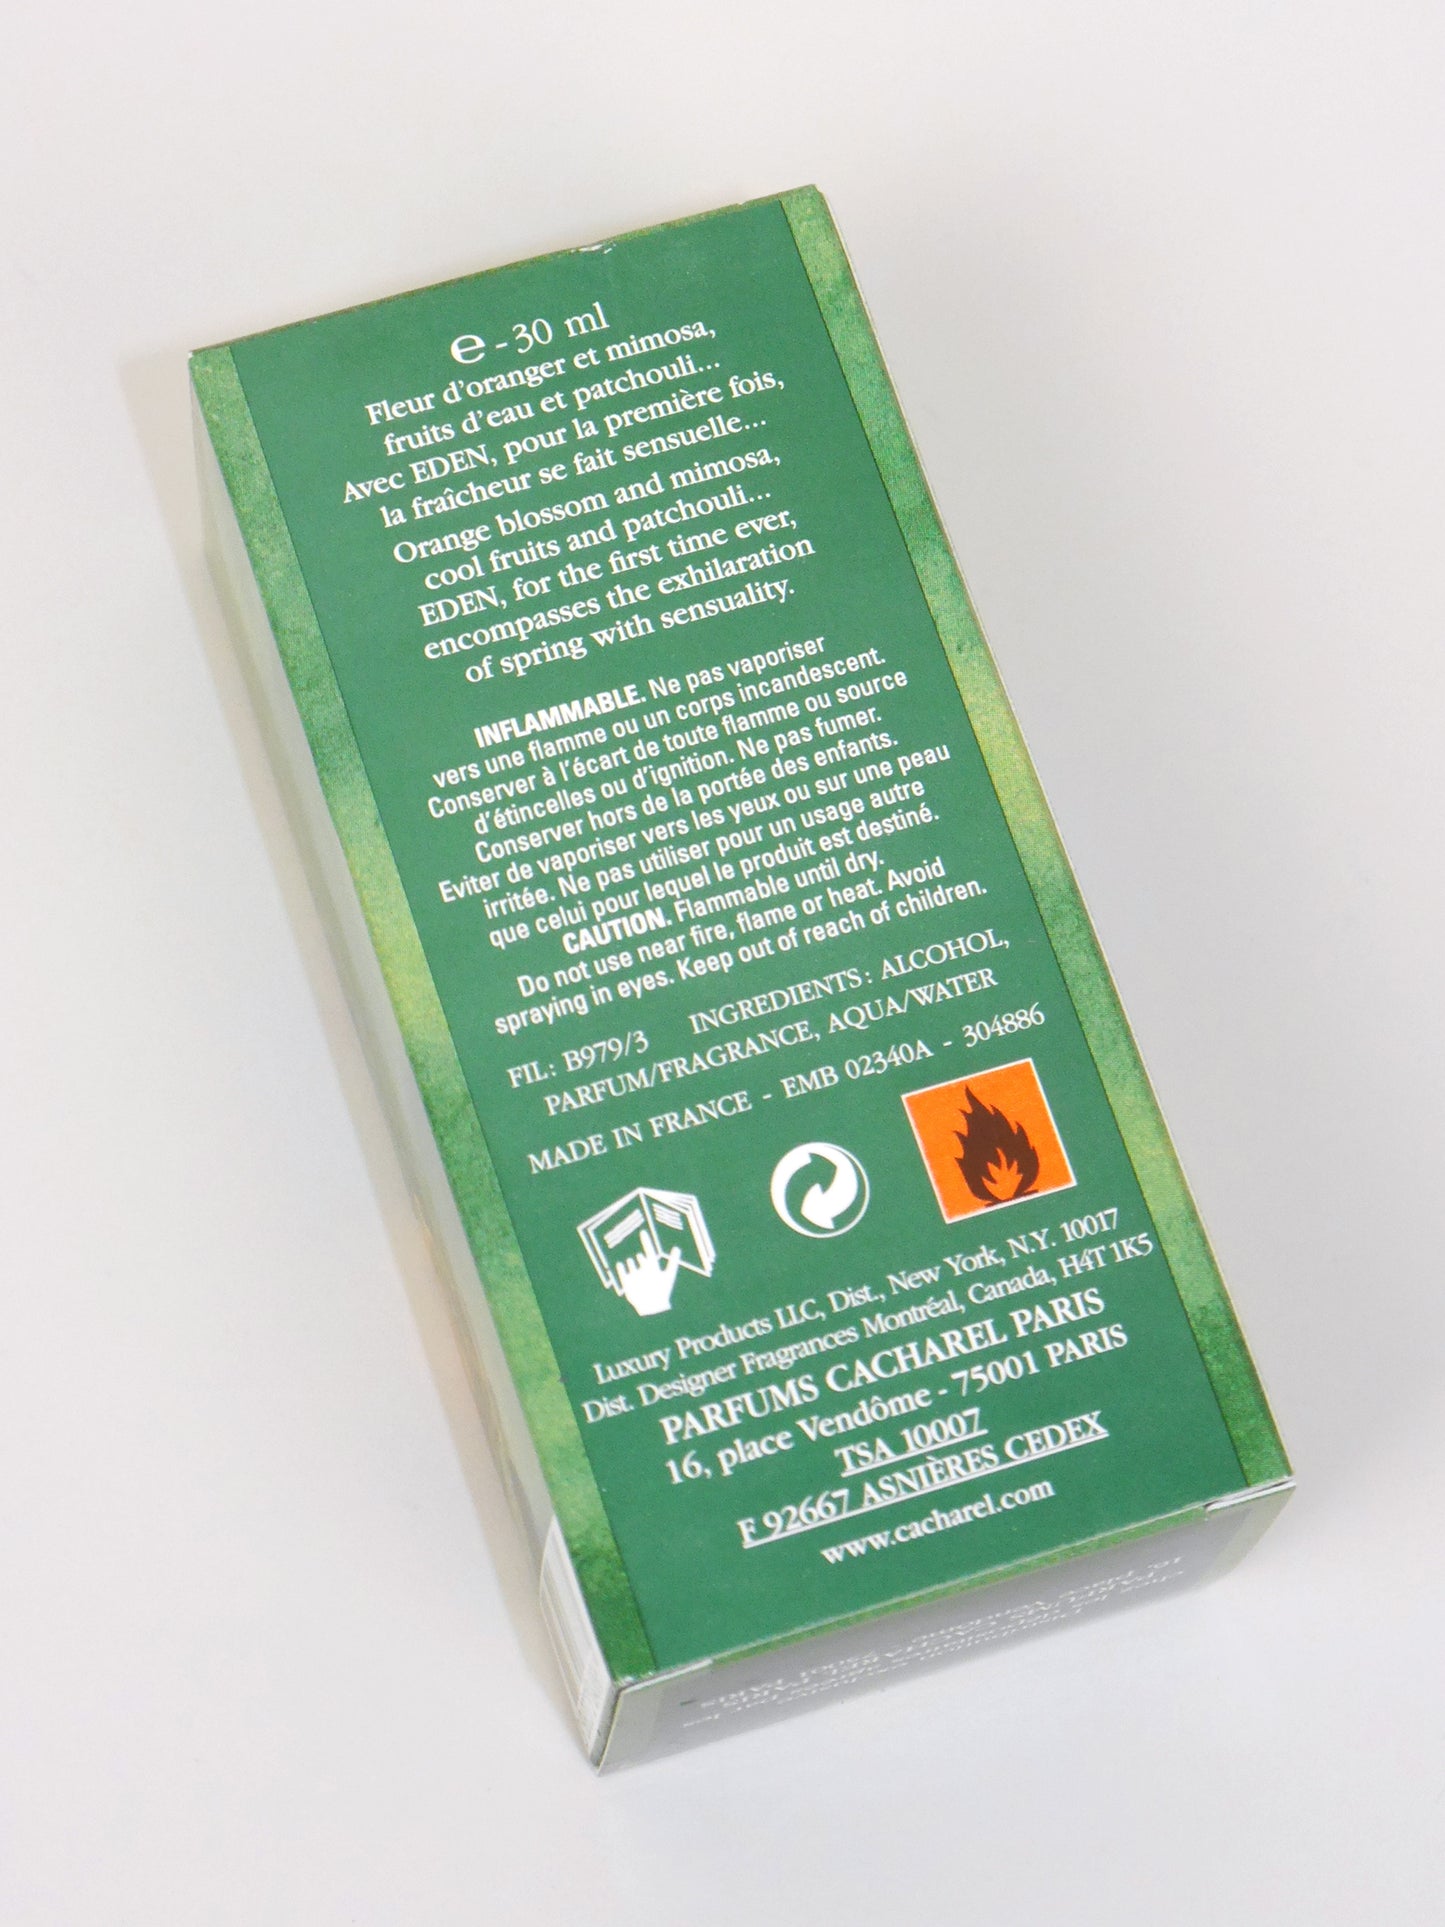 ℮ - 30 ml
Fleur d'oranger et mimosa,
fruits d'eau et patchouli...
Avec EDEN, pour la première fois,
la fraîcheur se fait sensuelle...
Orange blossom and mimosa,
cool fruits and patchouli...
EDEN, for the first time ever,
encompasses the exhilaration
of spring with sensuality.
INFLAMMABLE. Ne pas vaporiser
vers une flamme ou un corps incandescent.
Conserver à l'écart de toute flamme ou source
d'étincelles ou d'ignition. Ne pas fumer.
Conserver hors de la portée des enfants.
Eviter de vaporiser vers les yeux ou sur une peau
irritée. Ne pas utiliser pour un usage autre
que celui pour lequel le produit est destiné.
CAUTION. Flammable until dry.
Do not use near fire, flame or heat. Avoid
spraying in eyes. Keep out of reach of children.
FIL: B979/3 INGREDIENTS: ALCOHOL,
PARFUM/FRAGRANCE, AQUA/WATER
MADE IN FRANCE - EMB 02340A - 304886
Luxury Products LLC, Dist., New York, N.Y. 10017
Dist. Designer Fragrances Montréal, Canada, H4T 1K5
PARFUMS CACHAREL PARIS
16, place Vendôme - 75001 PARIS
TSA 10007
F 92667 ASNIÈRES CEDEX
www.cacharel.com